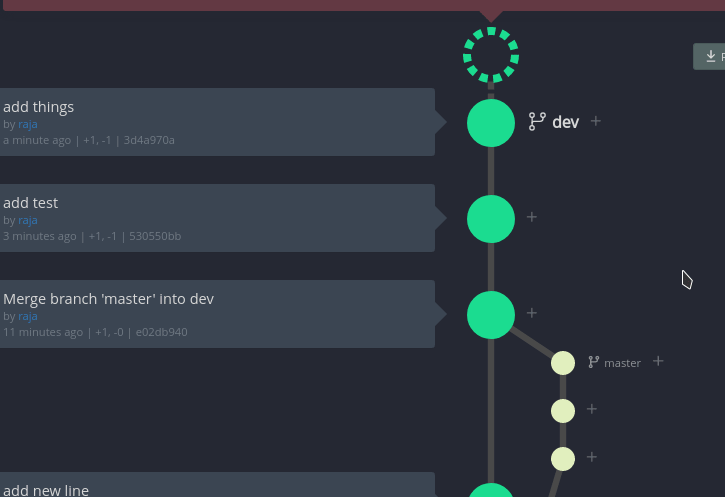 add things
by raja
a minute ago | +1, -1 | 3d4a970a
dev +
add test
by raja
3 minutes ago | +1, -1 | 530550bb
+
Merge branch 'master' into dev
by raja
11 minutes ago | +1, -0 | e02db940
+
master +
+
+
add new line